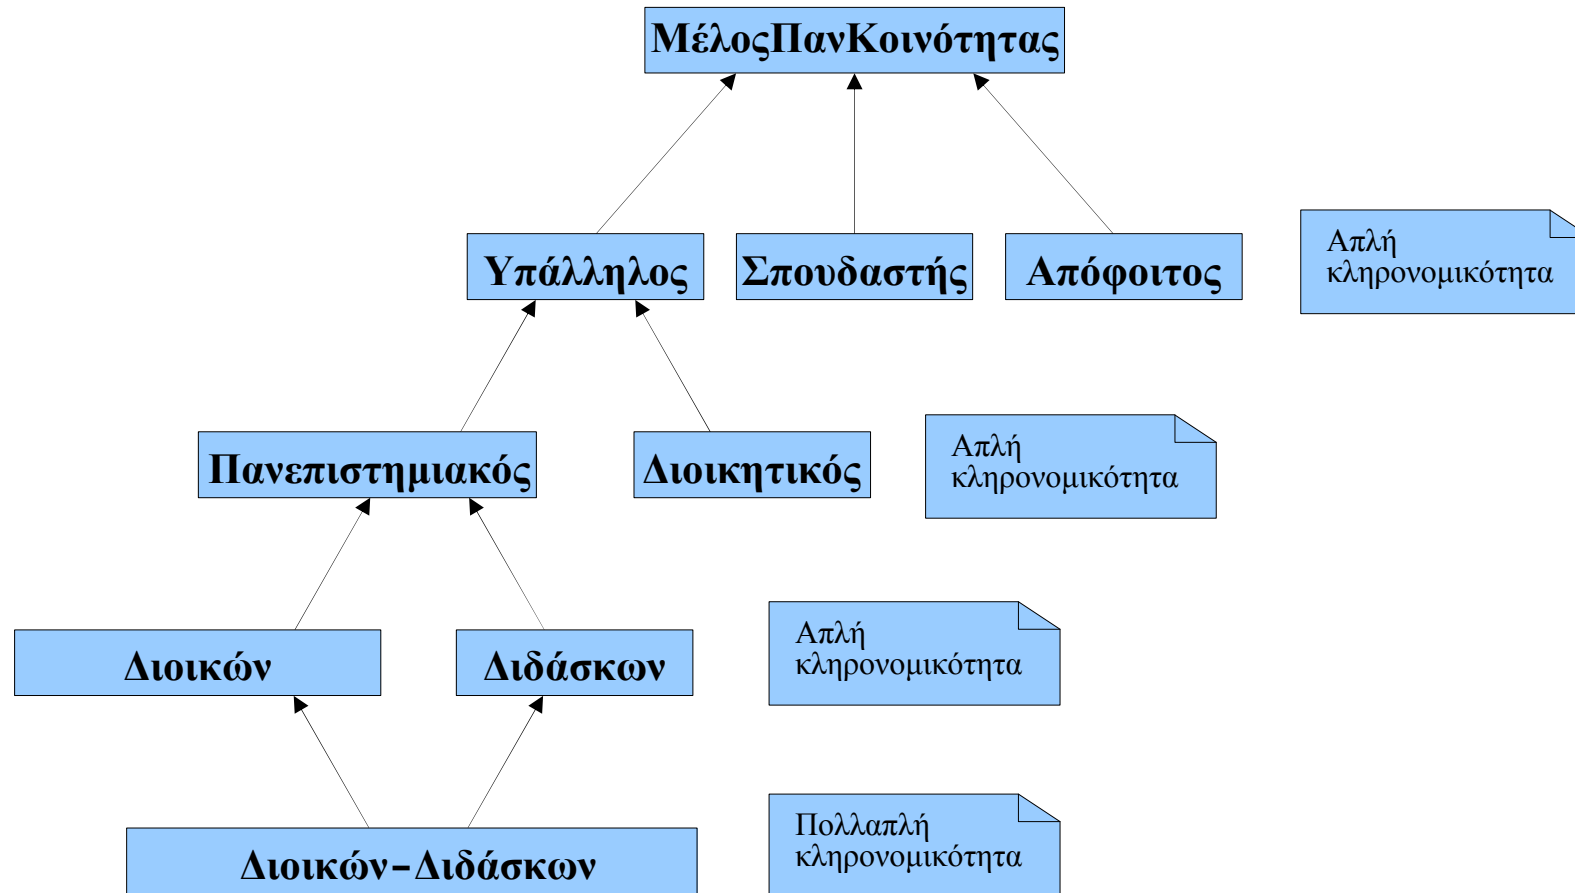 ΜέλοςΠανΚοινότητας
Υπάλληλος
Σπουδαστής
Απόφοιτος
Απλή
κληρονομικότητα
Πανεπιστημιακός
Διοικητικός
Απλή
κληρονομικότητα
Διοικών
Διδάσκων
Απλή
κληρονομικότητα
Διοικών-Διδάσκων
Πολλαπλή
κληρονομικότητα